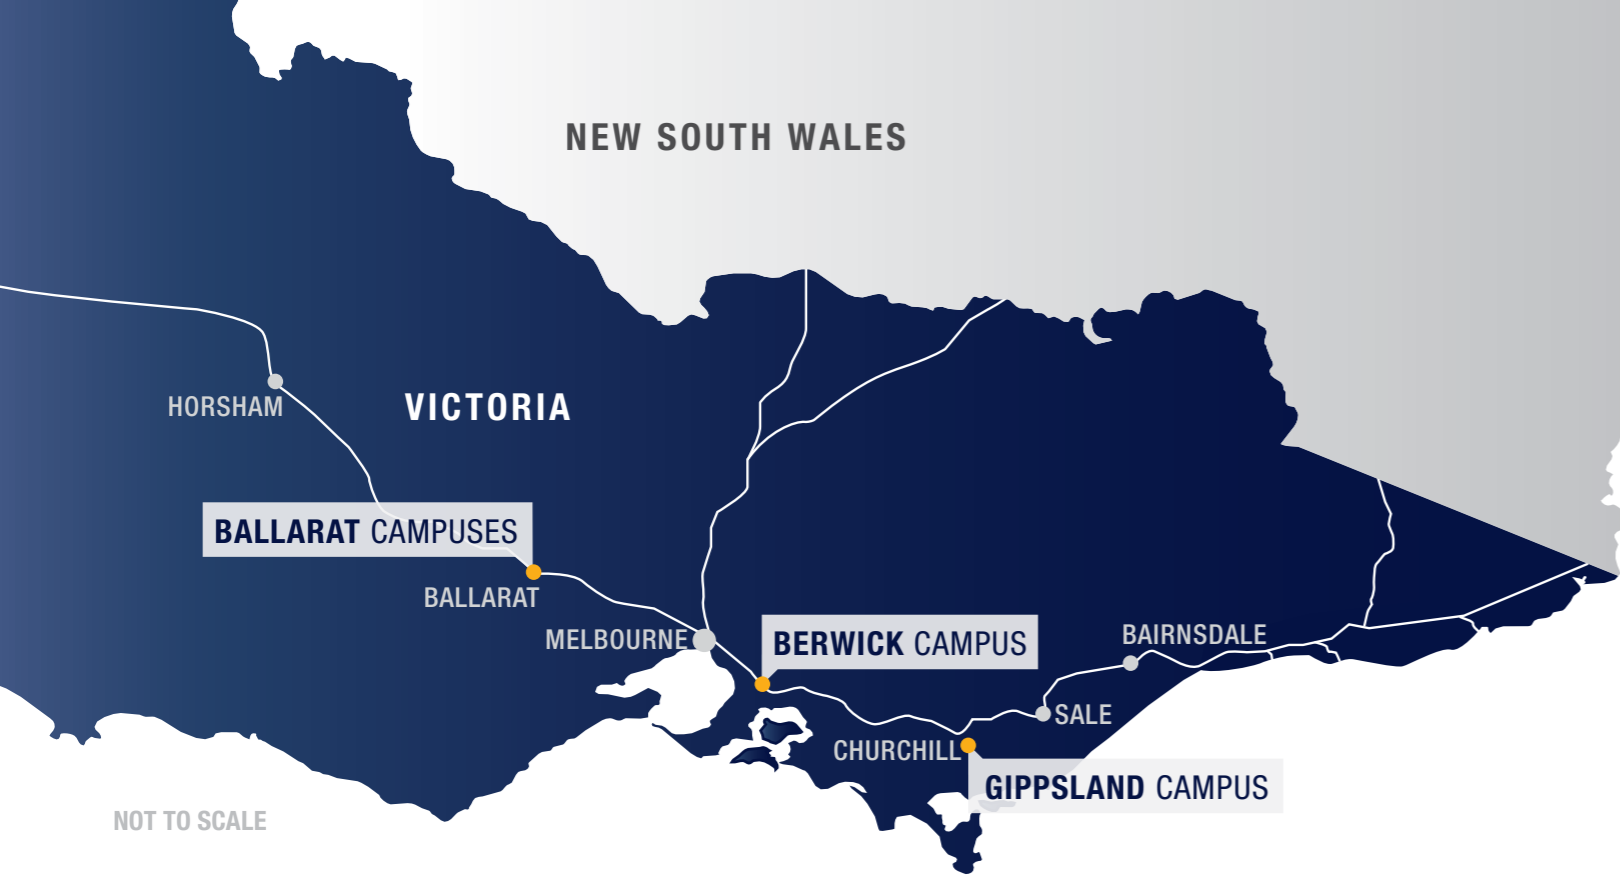 NEW SOUTH WALES
HORSHAM
VICTORIA
BALLARAT CAMPUSES
BALLARAT
MELBOURNE
BERWICK CAMPUS
BAIRNSDALE
SALE
CHURCHILL
GIPPSLAND CAMPUS
NOT TO SCALE